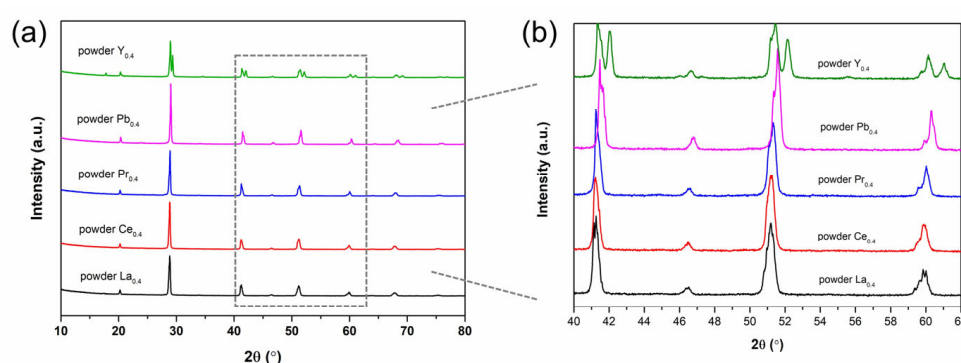 (a)
powder Y0.4
powder Pb0.4
powder Pr0.4
powder Ce0.4
powder La0.4
Intensity (a.u.)
10 20 30 40 50 60 70 80
2θ (°)
(b)
powder Y0.4
powder Pb0.4
powder Pr0.4
powder Ce0.4
powder La0.4
Intensity (a.u.)
40 42 44 46 48 50 52 54 56 58 60 62
2θ (°)